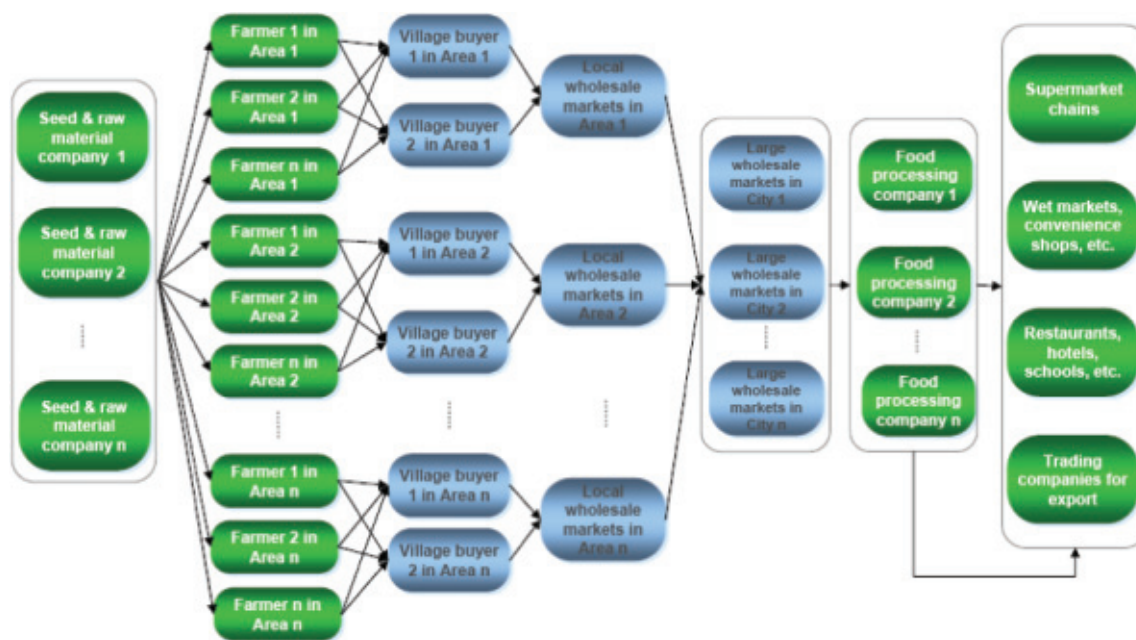 Seed & raw
material
company 1
Seed & raw
material
company 2
Seed & raw
material
company n
Farmer 1 in
Area 1
Farmer 2 in
Area 1
Farmer n in
Area 1
Farmer 1 in
Area 2
Farmer 2 in
Area 2
Farmer n in
Area 2
Farmer 1 in
Area n
Farmer 2 in
Area n
Farmer n in
Area n
Village buyer
1 in Area 1
Village buyer
2 in Area 1
Village buyer
1 in Area 2
Village buyer
2 in Area 2
Village buyer
1 in Area n
Village buyer
2 in Area n
Local
wholesale
markets in
Area 1
Local
wholesale
markets in
Area 2
Local
wholesale
markets in
Area n
Large
wholesale
markets in
City 1
Large
wholesale
markets in
City 2
Large
wholesale
markets in
City n
Food
processing
company 1
Food
processing
company 2
Food
processing
company n
Supermarket
chains
Wet markets,
convenience
shops, etc.
Restaurants,
hotels,
schools, etc.
Trading
companies for
export